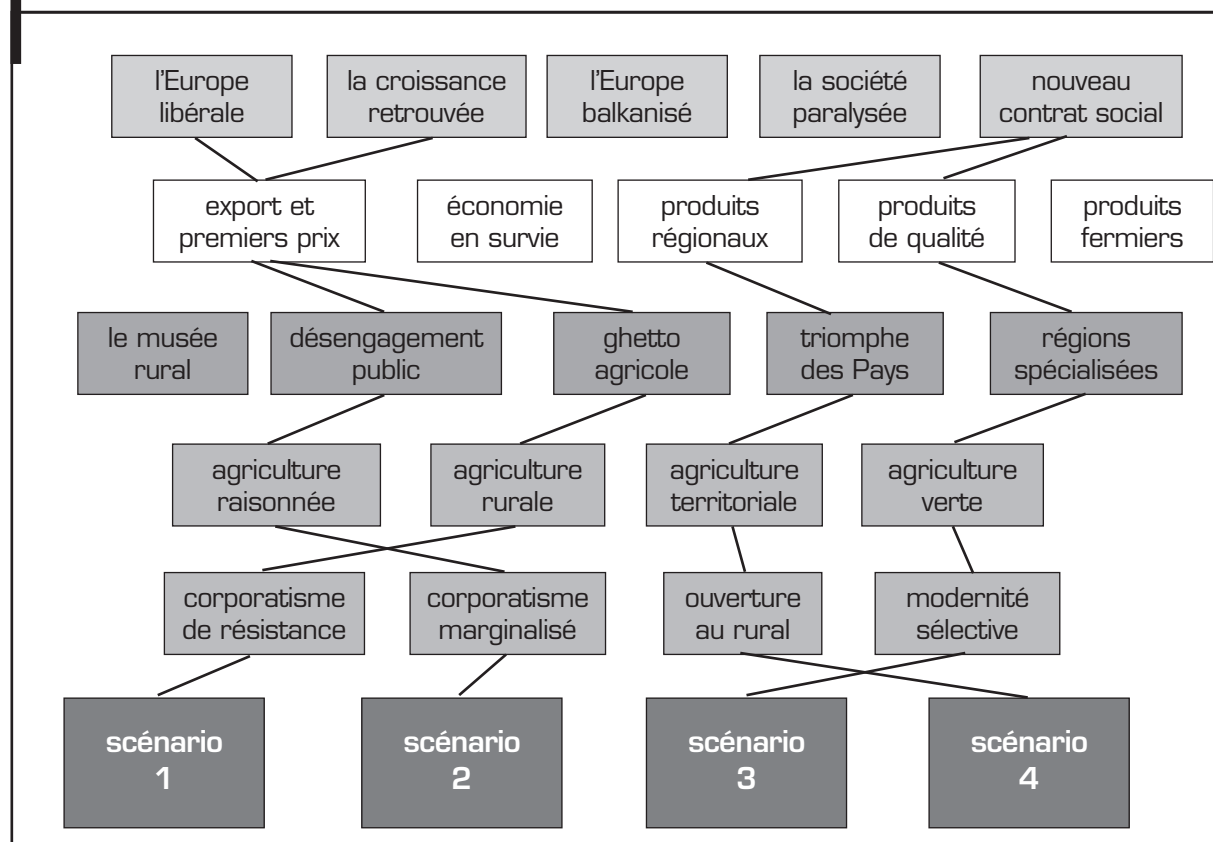 l'Europe
libérale
la croissance
retrouvée
l'Europe
balkanisé
la société
paralysée
nouveau
contrat social
export et
premiers prix
économie
en survie
produits
régionaux
produits
de qualité
produits
fermiers
le musée
rural
désengagement
public
ghetto
agricole
triomphe
des Pays
régions
spécialisées
agriculture
raisonnée
agriculture
rurale
agriculture
territoriale
agriculture
verte
corporatisme
de résistance
corporatisme
marginalisé
ouverture
au rural
modernité
sélective
scénario
1
scénario
2
scénario
3
scénario
4